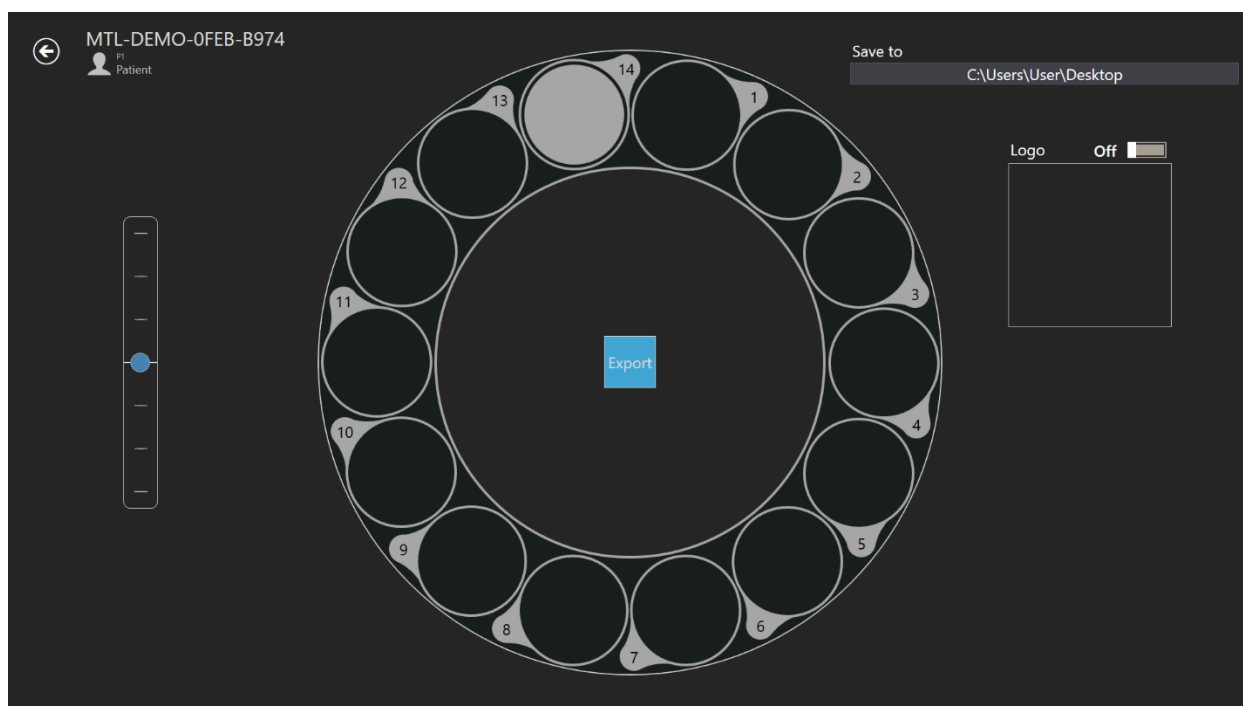 MTL-DEMO-0FEB-B974
P1
Patient
Save to
C:\Users\User\Desktop
Logo Off
14
1
2
3
4
5
6
7
8
9
10
11
12
13
Export